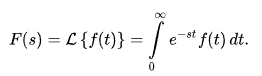 F(s) = ℒ {f(t)} = ∫₀^∞ e^{-st} f(t) dt.